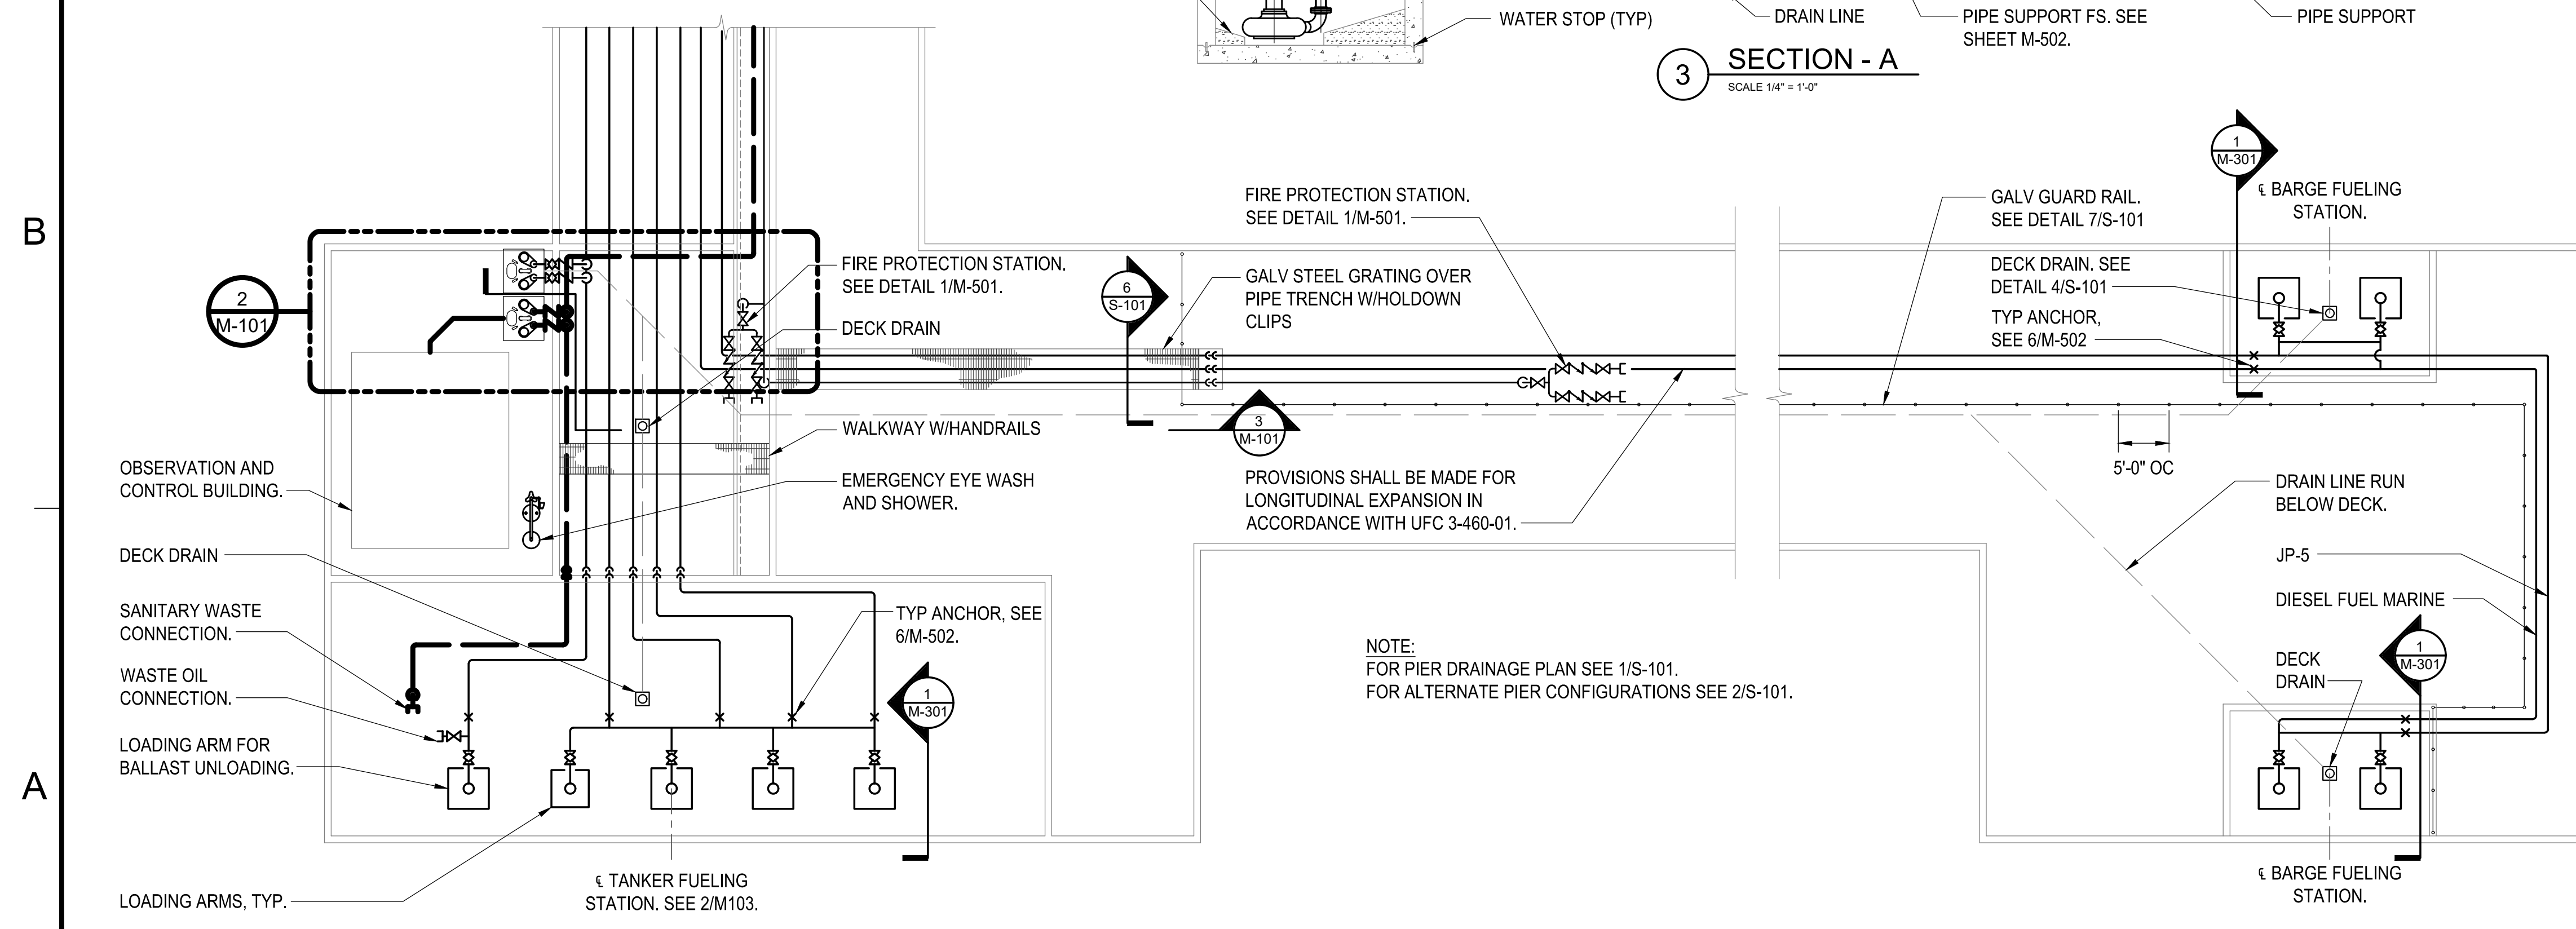 WATER STOP (TYP)
DRAIN LINE
PIPE SUPPORT FS. SEE
SHEET M-502.
PIPE SUPPORT
3
SECTION - A
SCALE 1/4" = 1'-0"
B
A
2
M-101
FIRE PROTECTION STATION.
SEE DETAIL 1/M-501.
DECK DRAIN
WALKWAY W/HANDRAILS
EMERGENCY EYE WASH
AND SHOWER.
OBSERVATION AND
CONTROL BUILDING.
DECK DRAIN
SANITARY WASTE
CONNECTION.
WASTE OIL
CONNECTION.
LOADING ARM FOR
BALLAST UNLOADING.
LOADING ARMS, TYP.
TYP ANCHOR, SEE
6/M-502.
1
M-301
℄ TANKER FUELING
STATION. SEE 2/M103.
6
S-101
3
M-101
FIRE PROTECTION STATION.
SEE DETAIL 1/M-501.
GALV STEEL GRATING OVER
PIPE TRENCH W/HOLDOWN
CLIPS
PROVISIONS SHALL BE MADE FOR
LONGITUDINAL EXPANSION IN
ACCORDANCE WITH UFC 3-460-01.
NOTE:
FOR PIER DRAINAGE PLAN SEE 1/S-101.
FOR ALTERNATE PIER CONFIGURATIONS SEE 2/S-101.
1
M-301
GALV GUARD RAIL.
SEE DETAIL 7/S-101
DECK DRAIN. SEE
DETAIL 4/S-101
TYP ANCHOR,
SEE 6/M-502
℄ BARGE FUELING
STATION.
5'-0" OC
DRAIN LINE RUN
BELOW DECK.
JP-5
DIESEL FUEL MARINE
DECK
DRAIN
1
M-301
℄ BARGE FUELING
STATION.